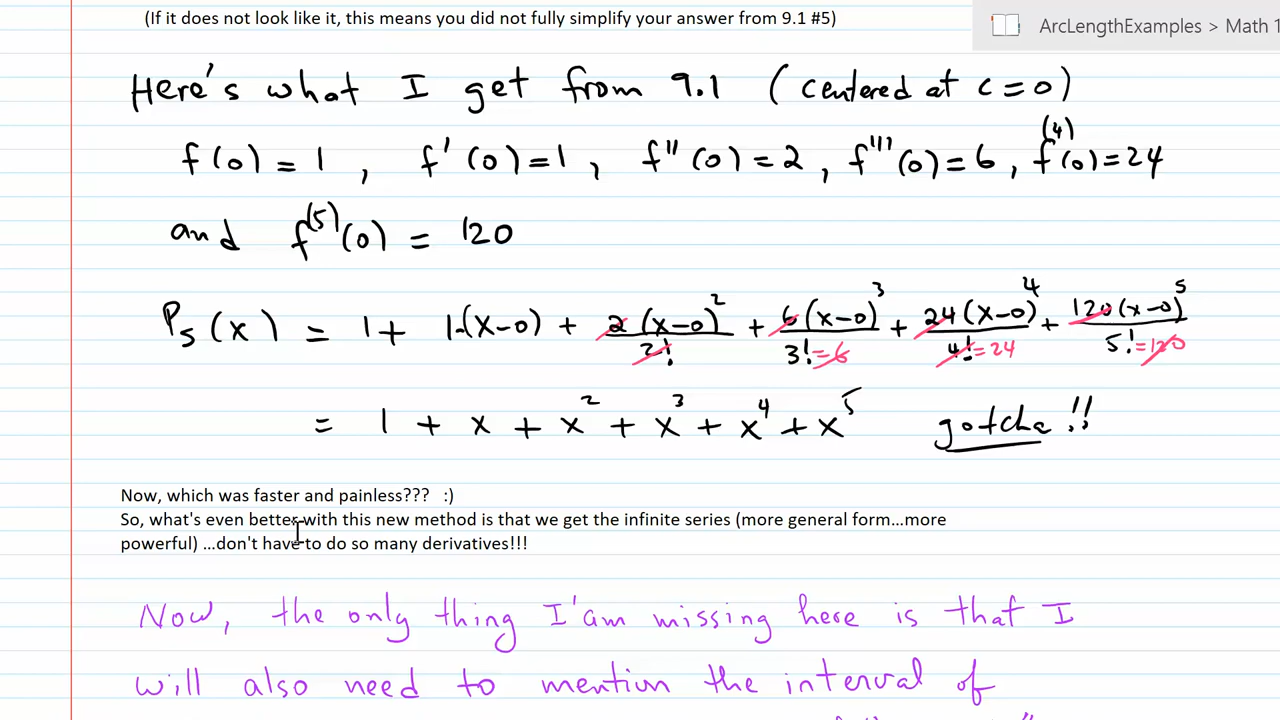 (If it does not look like it, this means you did not fully simplify your answer from 9.1 #5)
ArcLengthExamples > Math 1
Here's what I get from 9.1 (centered at c=0)
f(0) = 1, f'(0)=1, f''(0) = 2, f'''(0) = 6, f^(4)(0) = 24
and f^(5)(0) = 120
P₅(x) = 1 + 1·(x-0) + 2(x-0)²/2! + 6(x-0)³/3!=6 + 24(x-0)⁴/4!=24 + 120(x-0)⁵/5!=120
= 1 + x + x² + x³ + x⁴ + x⁵ gotcha!!
Now, which was faster and painless??? :)
So, what's even better with this new method is that we get the infinite series (more general form...more
powerful) ...don't have to do so many derivatives!!!
Now, the only thing I'am missing here is that I
will also need to mention the interval of